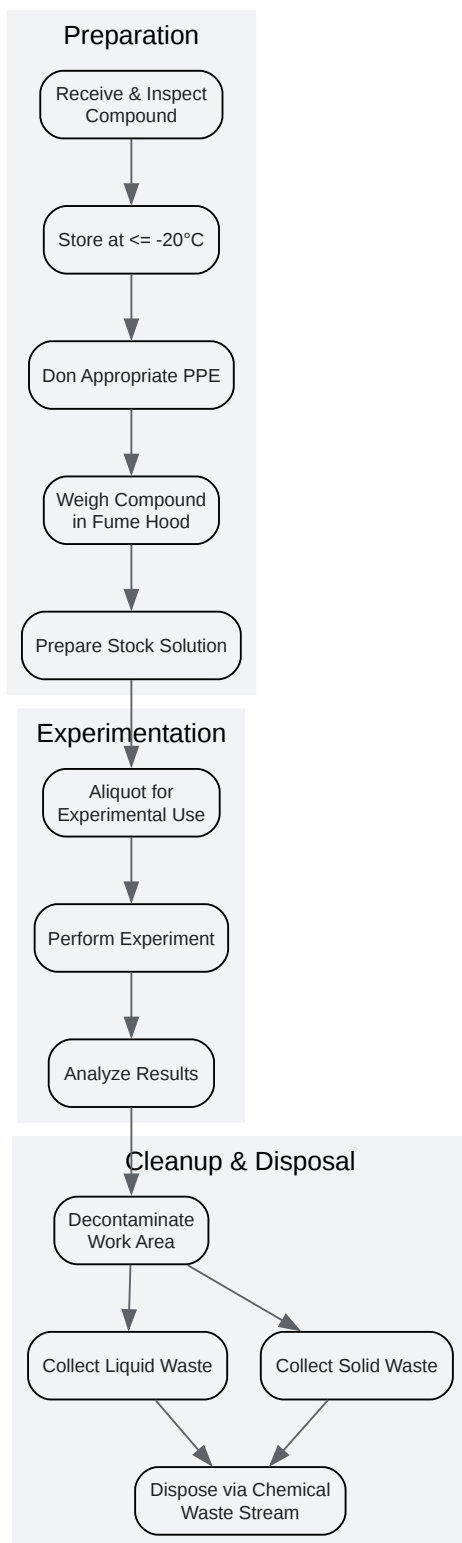 Preparation
Receive & Inspect
Compound
Store at <= -20°C
Don Appropriate PPE
Weigh Compound
in Fume Hood
Prepare Stock Solution
Experimentation
Aliquot for
Experimental Use
Perform Experiment
Analyze Results
Cleanup & Disposal
Decontaminate
Work Area
Collect Liquid Waste
Collect Solid Waste
Dispose via Chemical
Waste Stream